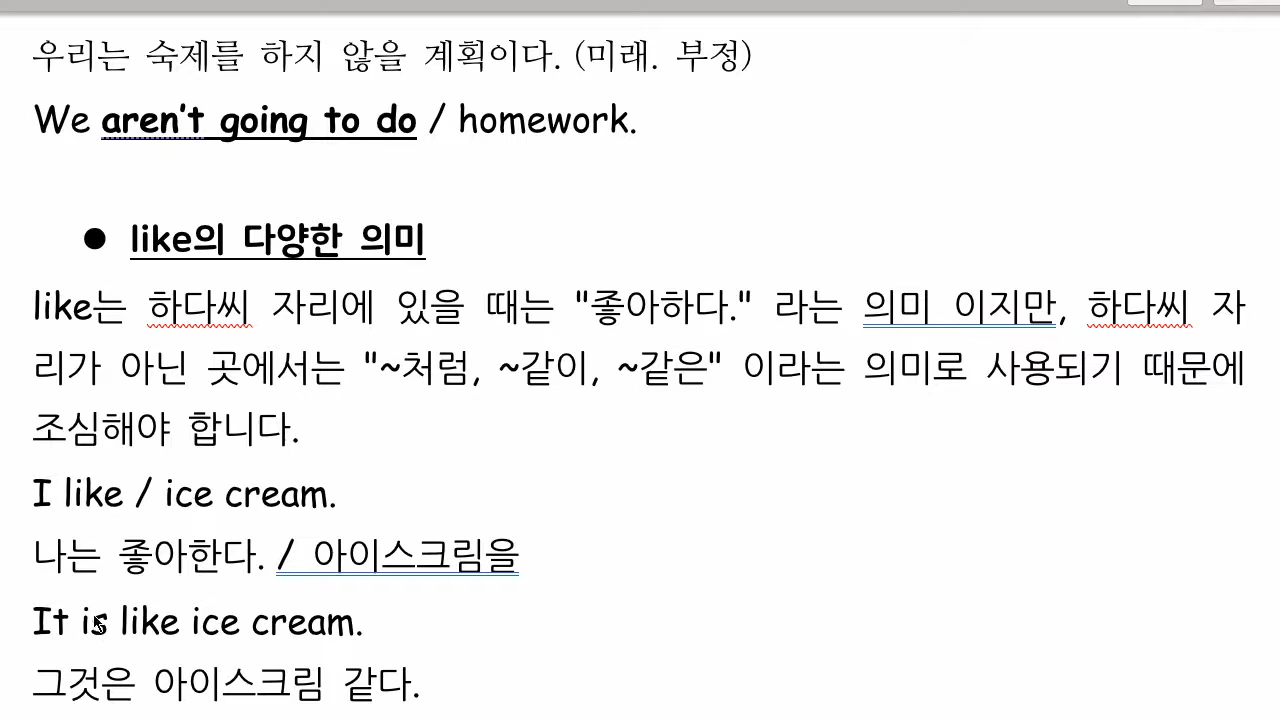 우리는 숙제를 하지 않을 계획이다. (미래. 부정)
We aren't going to do / homework.
● like의 다양한 의미
like는 하다씨 자리에 있을 때는 "좋아하다." 라는 의미 이지만, 하다씨 자
리가 아닌 곳에서는 "~처럼, ~같이, ~같은" 이라는 의미로 사용되기 때문에
조심해야 합니다.
I like / ice cream.
나는 좋아한다. / 아이스크림을
It is like ice cream.
그것은 아이스크림 같다.